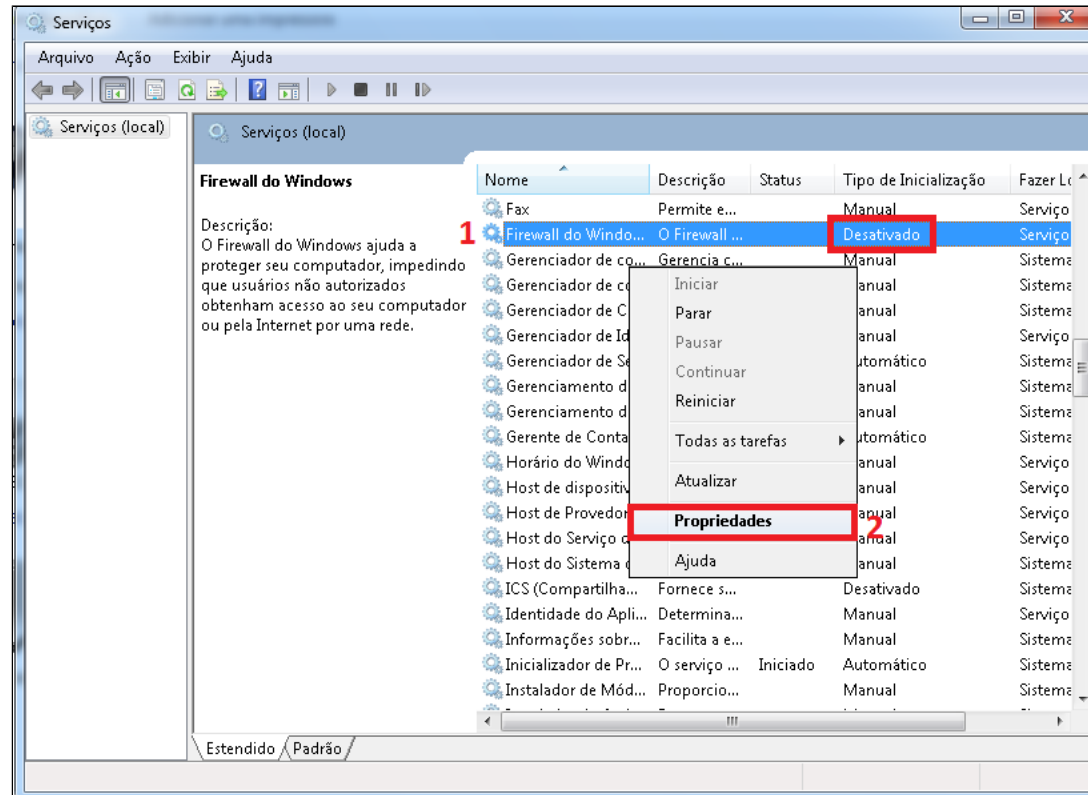 Serviços
Arquivo Ação Exibir Ajuda
Serviços (local)
Serviços (local)
Firewall do Windows
Descrição:
O Firewall do Windows ajuda a
proteger seu computador, impedindo
que usuários não autorizados
obtenham acesso ao seu computador
ou pela Internet por uma rede.
Nome Descrição Status Tipo de Inicialização Fazer Lo
Fax Permite e... Manual Serviço
1 Firewall do Windo... O Firewall ... Desativado Serviço
Gerenciador de co... Gerencia c... Manual Sistema
Gerenciador de co anual Sistema
Gerenciador de C anual Sistema
Gerenciador de Id anual Serviço
Gerenciador de Se utomático Sistema
Gerenciamento d anual Sistema
Gerenciamento d anual Sistema
Gerente de Conta utomático Sistema
Horário do Windo anual Serviço
Host de dispositiv anual Serviço
Host de Provedor anual Serviço
Host do Serviço d anual Serviço
Host do Sistema d anual Sistema
ICS (Compartilha... Fornece s... Desativado Sistema
Identidade do Apli... Determina... Manual Serviço
Informações sobr... Facilita a e... Manual Sistema
Inicializador de Pr... O serviço ... Iniciado Automático Sistema
Instalador de Mód... Proporcio... Manual Sistema
Iniciar
Parar
Pausar
Continuar
Reiniciar
Todas as tarefas
Atualizar
Propriedades 2
Ajuda
Estendido Padrão